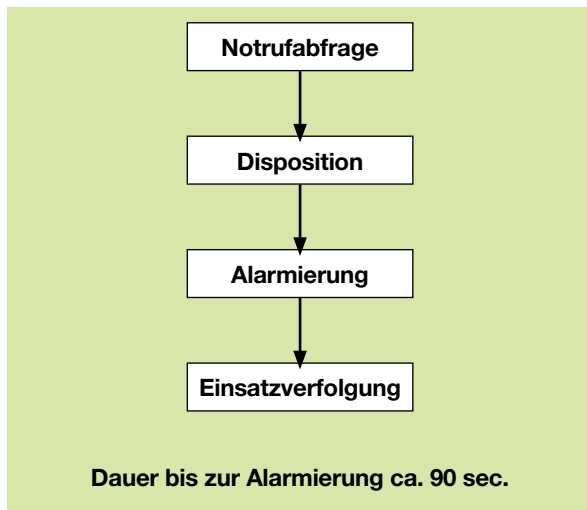 Notrufabfrage
Disposition
Alarmierung
Einsatzverfolgung
Dauer bis zur Alarmierung ca. 90 sec.